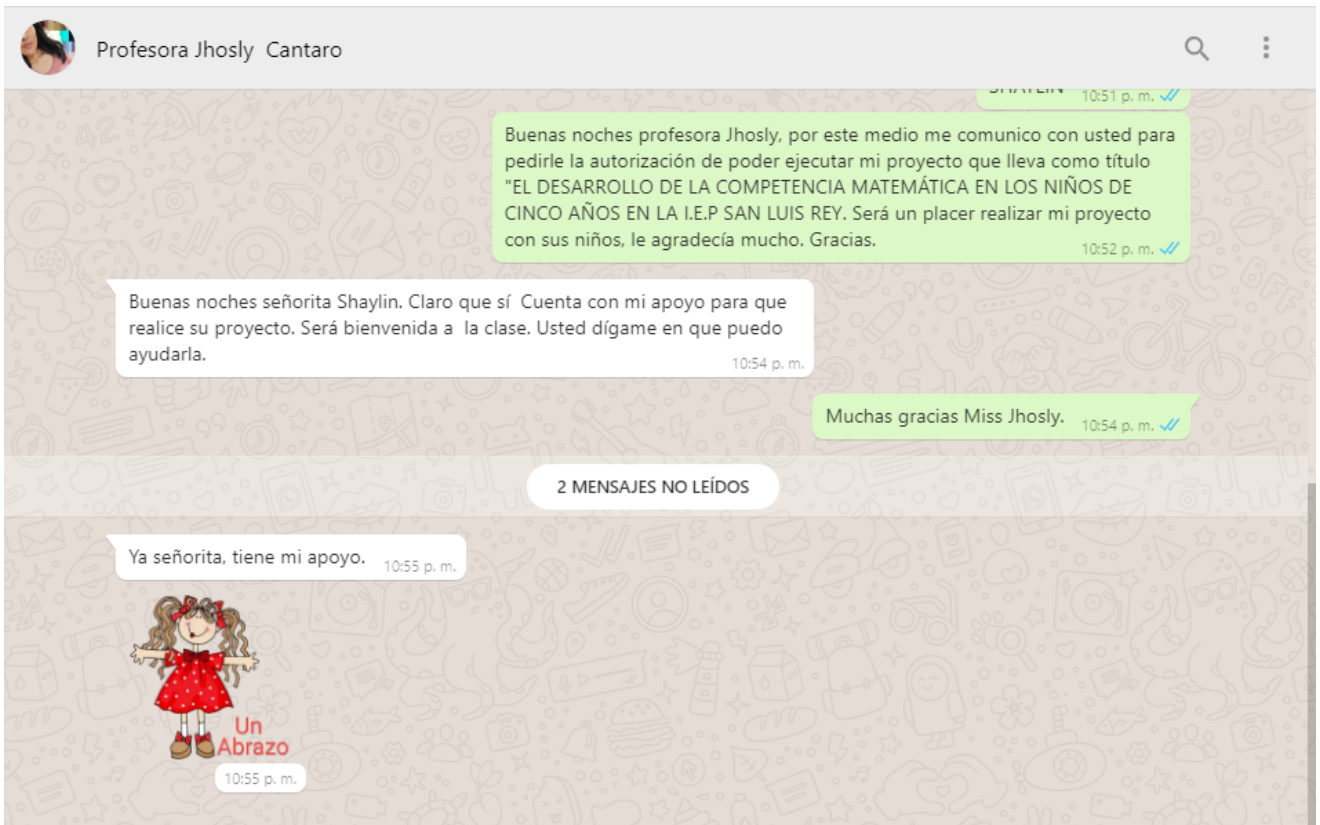 Profesora Jhosly Cantaro
SHAYLIN 10:51 p. m.
Buenas noches profesora Jhosly, por este medio me comunico con usted para
pedirle la autorización de poder ejecutar mi proyecto que lleva como título
"EL DESARROLLO DE LA COMPETENCIA MATEMÁTICA EN LOS NIÑOS DE
CINCO AÑOS EN LA I.E.P SAN LUIS REY. Será un placer realizar mi proyecto
con sus niños, le agradecía mucho. Gracias. 10:52 p. m.
Buenas noches señorita Shaylin. Claro que sí Cuenta con mi apoyo para que
realice su proyecto. Será bienvenida a la clase. Usted dígame en que puedo
ayudarla. 10:54 p. m.
Muchas gracias Miss Jhosly. 10:54 p. m.
2 MENSAJES NO LEÍDOS
Ya señorita, tiene mi apoyo. 10:55 p. m.
Un
Abrazo
10:55 p. m.